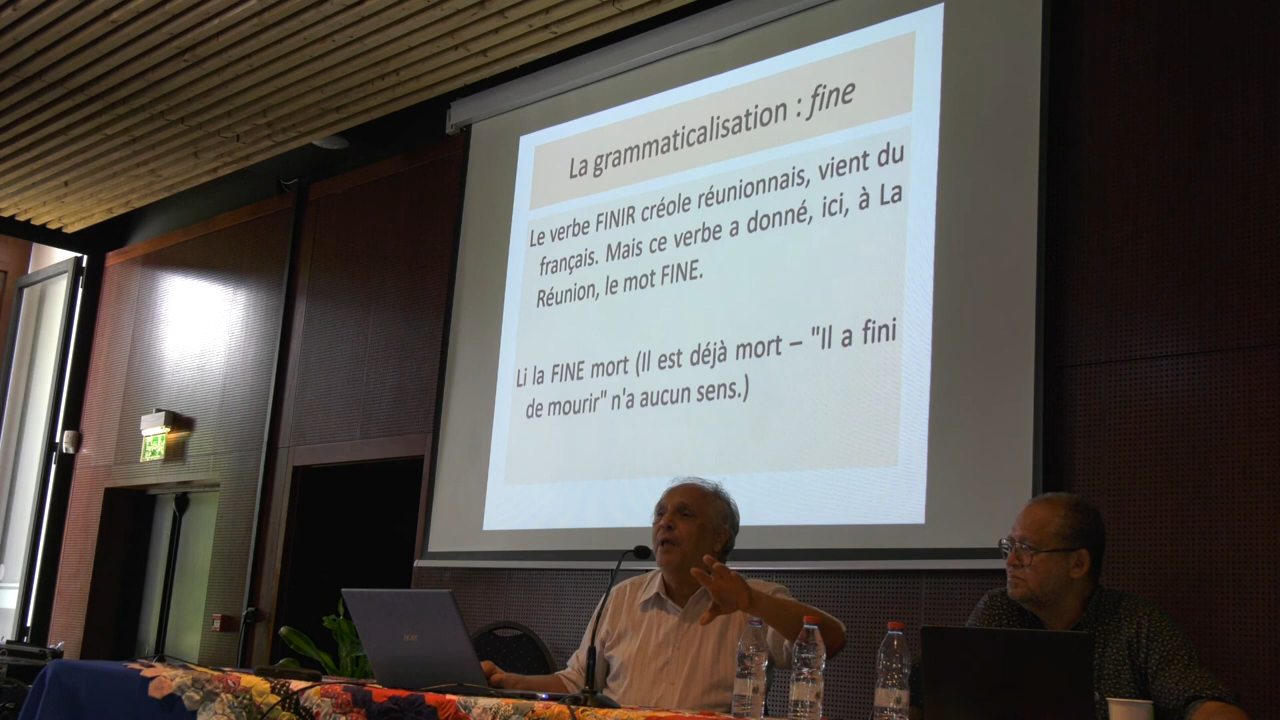 La grammaticalisation : fine
Le verbe FINIR créole réunionnais, vient du
français. Mais ce verbe a donné, ici, à La
Réunion, le mot FINE.
Li la FINE mort (Il est déjà mort – "Il a fini
de mourir" n'a aucun sens.)